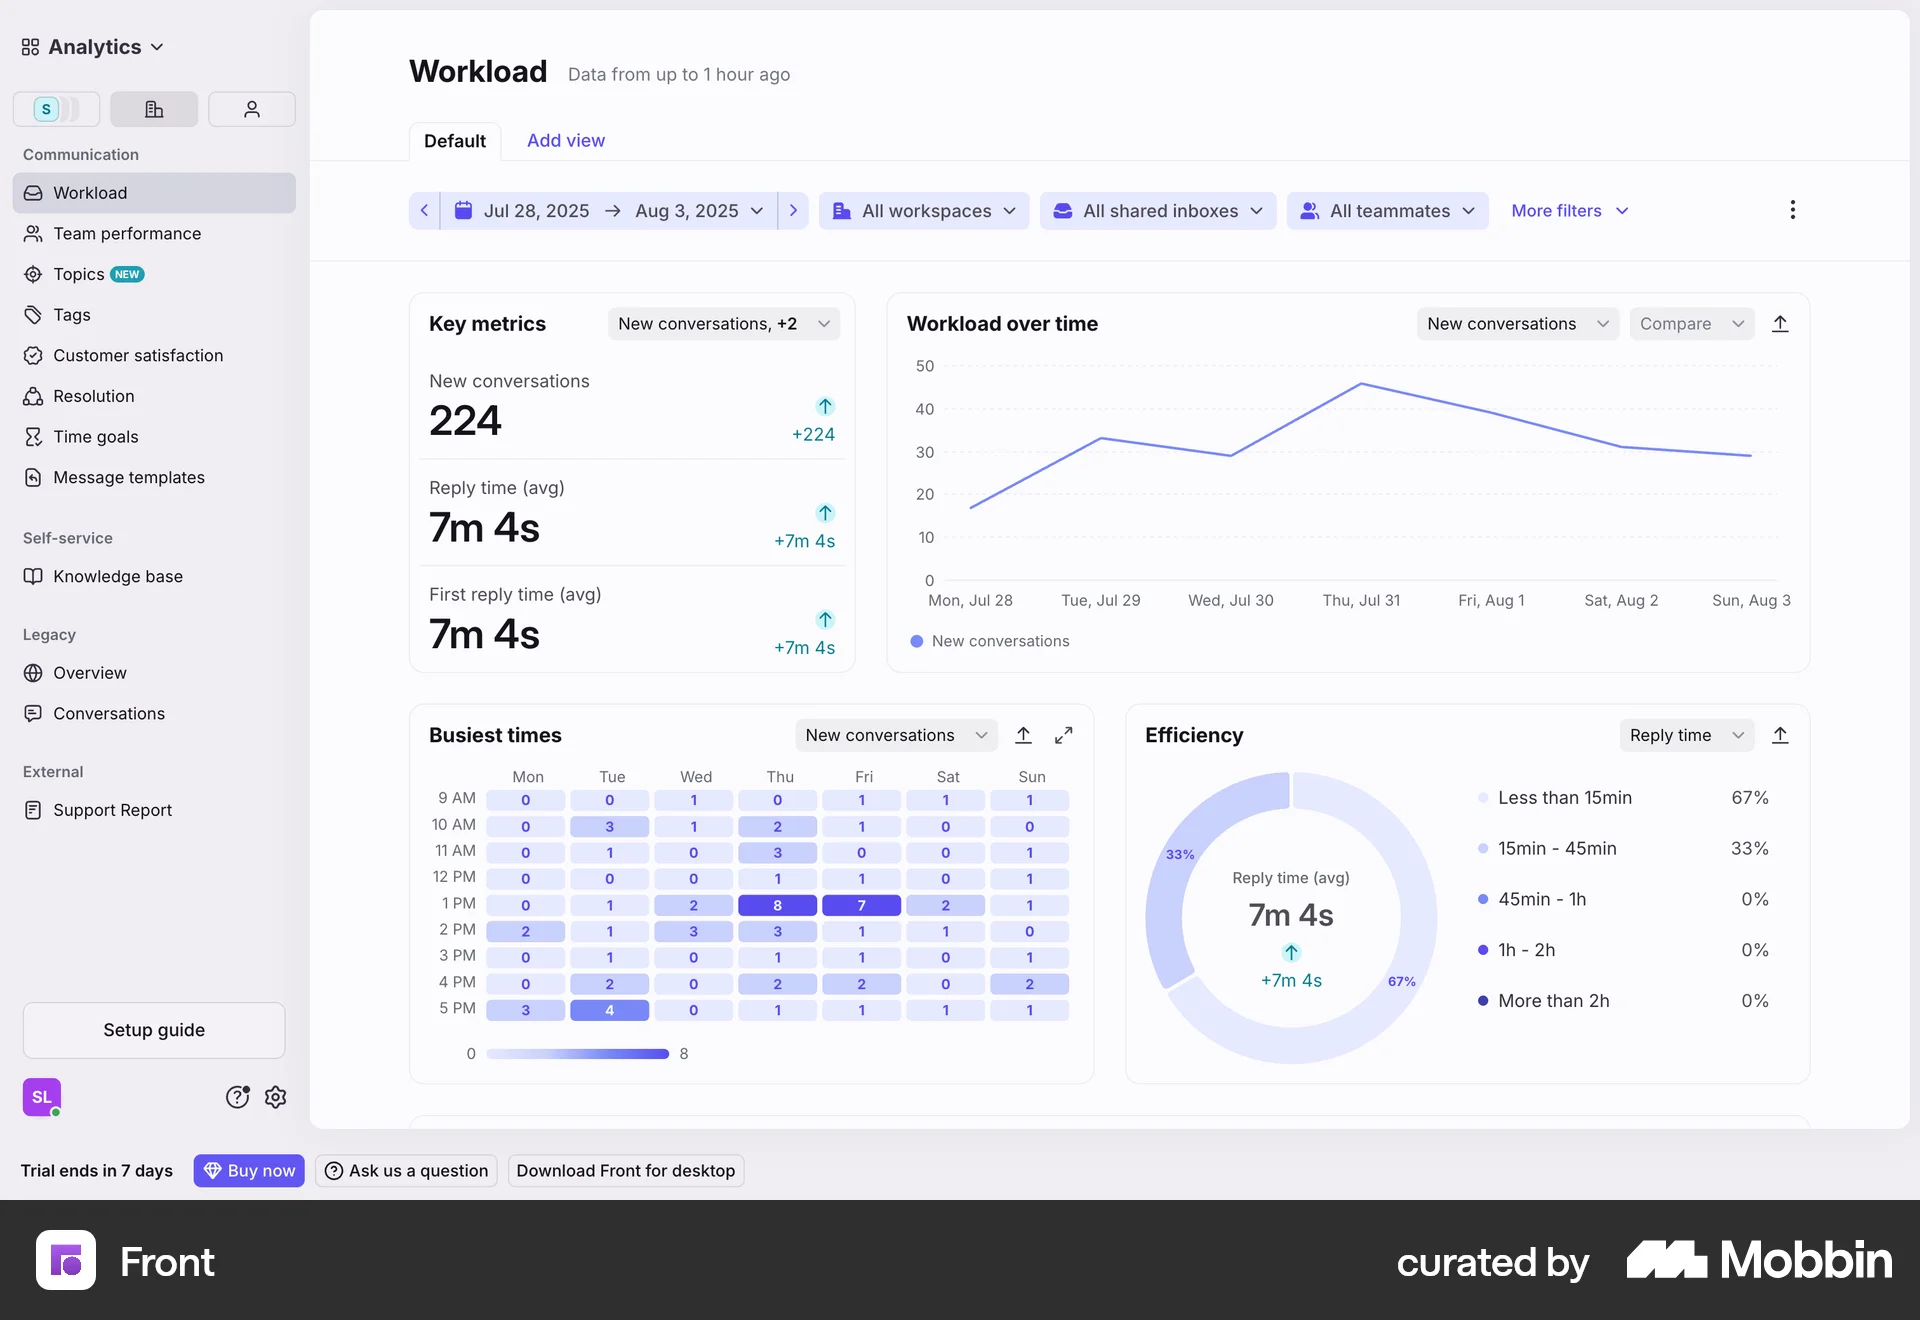 Analytics
S
Communication
Workload
Team performance
Topics NEW
Tags
Customer satisfaction
Resolution
Time goals
Message templates
Self-service
Knowledge base
Legacy
Overview
Conversations
External
Support Report
Setup guide
SL
Workload Data from up to 1 hour ago
Default Add view
Jul 28, 2025 → Aug 3, 2025 All workspaces All shared inboxes All teammates More filters
Key metrics New conversations, +2
New conversations
224
+224
Reply time (avg)
7m 4s
+7m 4s
First reply time (avg)
7m 4s
+7m 4s
Workload over time New conversations Compare
50
40
30
20
10
0
Mon, Jul 28 Tue, Jul 29 Wed, Jul 30 Thu, Jul 31 Fri, Aug 1 Sat, Aug 2 Sun, Aug 3
New conversations
Busiest times New conversations
Mon Tue Wed Thu Fri Sat Sun
9 AM 0 0 1 0 1 1 1
10 AM 0 3 1 2 1 0 0
11 AM 0 1 0 3 0 0 1
12 PM 0 0 0 1 1 0 1
1 PM 0 1 2 8 7 2 1
2 PM 2 1 3 3 1 1 0
3 PM 0 1 0 1 1 0 1
4 PM 0 2 0 2 2 0 2
5 PM 3 4 0 1 1 1 1
0 8
Efficiency Reply time
33%
67%
Reply time (avg)
7m 4s
+7m 4s
Less than 15min 67%
15min - 45min 33%
45min - 1h 0%
1h - 2h 0%
More than 2h 0%
Trial ends in 7 days Buy now Ask us a question Download Front for desktop
Front
curated by Mobbin